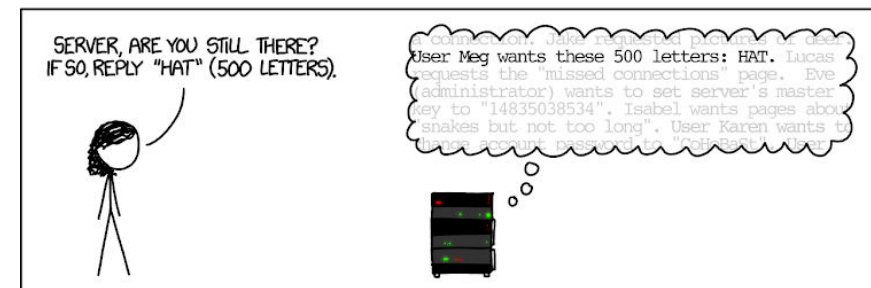 SERVER, ARE YOU STILL THERE?
IF SO, REPLY "HAT" (500 LETTERS).
a connection. Jake requested pictures of deer.
User Meg wants these 500 letters: HAT. Lucas
requests the "missed connections" page. Eve
(administrator) wants to set server's master
key to "14835038534". Isabel wants pages about
"snakes but not too long". User Karen wants to
change account password to "CoHoBaSt". User